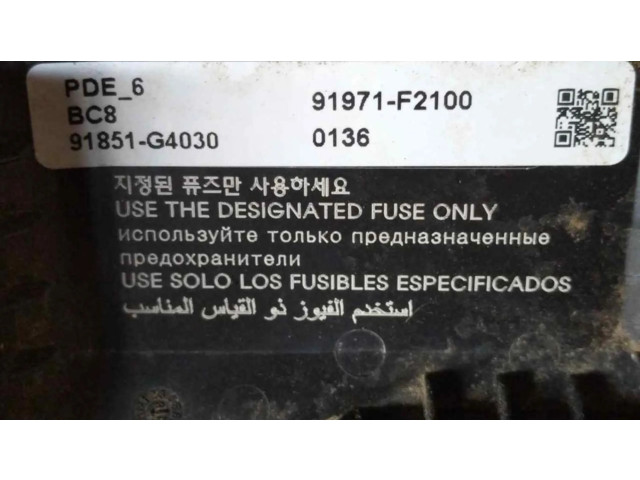 PDE_6
BC8
91851-G4030
91971-F2100
0136
지정된 퓨즈만 사용하세요
USE THE DESIGNATED FUSE ONLY
используйте только предназначенные
предохранители
USE SOLO LOS FUSIBLES ESPECIFICADOS
استخدم الفيوز نو القياس المناسب